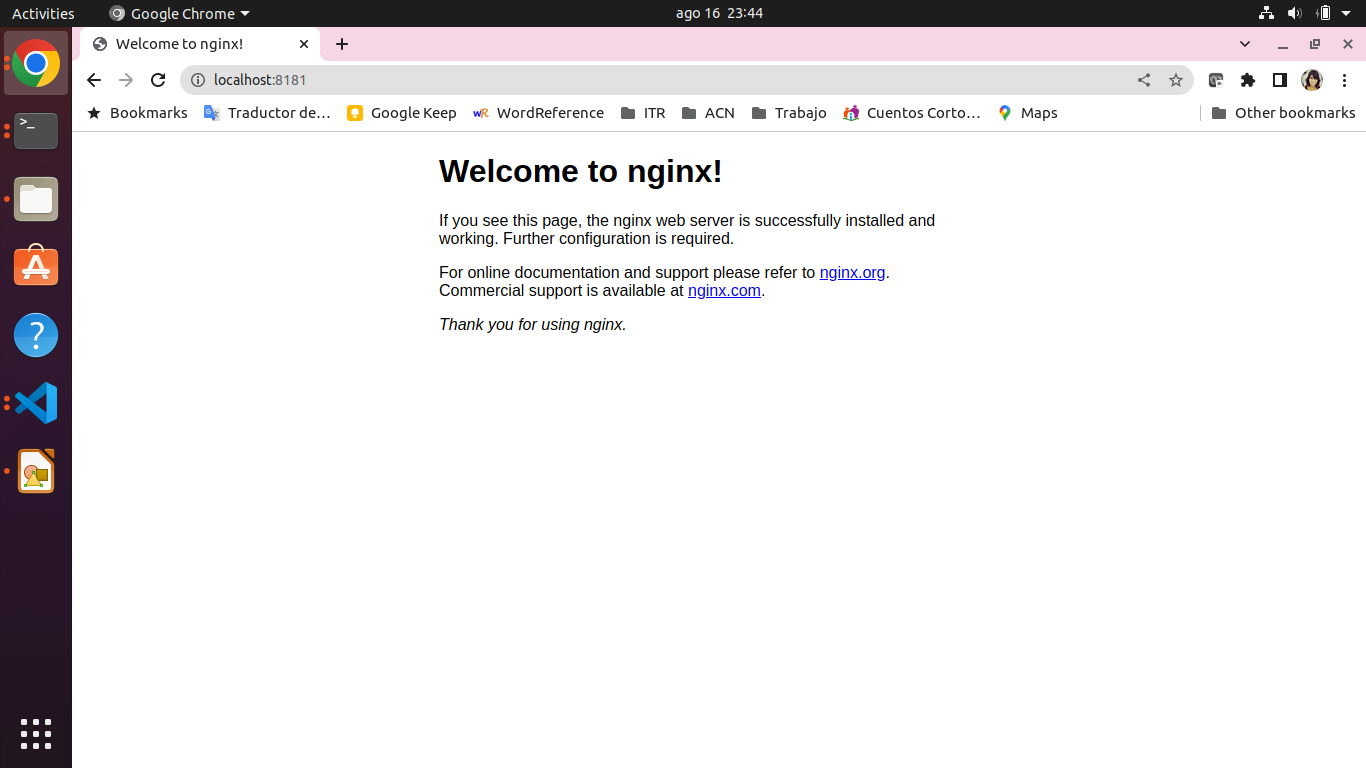 Activities
Google Chrome
ago 16 23:44
Welcome to nginx!
localhost:8181
Bookmarks
Traductor de…
Google Keep
WordReference
ITR
ACN
Trabajo
Cuentos Corto…
Maps
Other bookmarks
Welcome to nginx!
If you see this page, the nginx web server is successfully installed and
working. Further configuration is required.
For online documentation and support please refer to nginx.org.
Commercial support is available at nginx.com.
Thank you for using nginx.